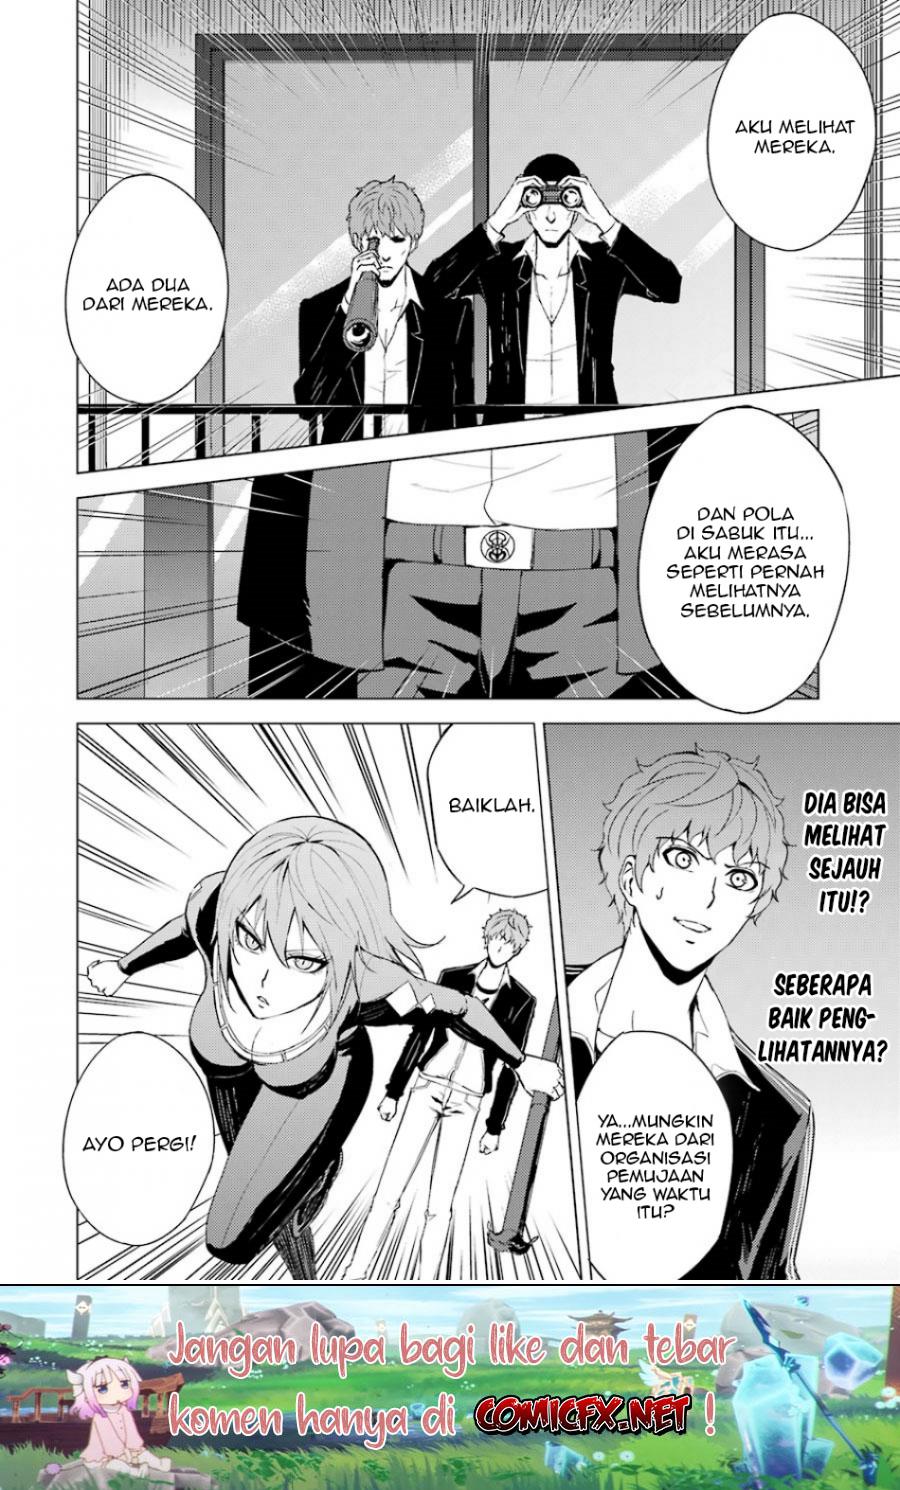 AKU MELIHAT
MEREKA.
ADA DUA
DARI MEREKA.
DAN POLA
DI SABUK ITU...
AKU MERASA
SEPERTI PERNAH
MELIHATNYA
SEBELUMNYA.
DIA BISA
MELIHAT
SEJAUH
ITU!?
SEBERAPA
BAIK PENG-
LIHATANNYA?
YA...MUNGKIN
MEREKA DARI
ORGANISASI
PEMUJAAN
YANG WAKTU
ITU?
BAIKLAH.
AYO PERGI!
Jangan lupa bagi like dan tebar
komen hanya di COMICFX.NET !